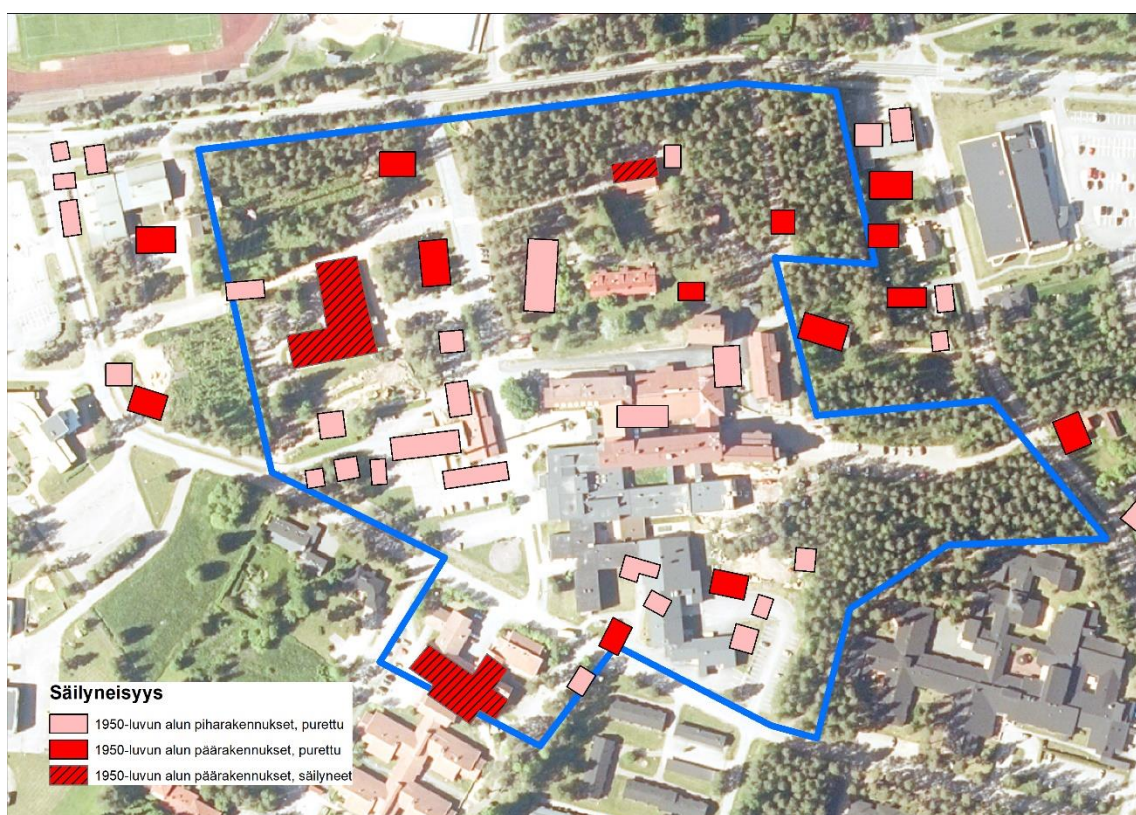 Säilyneisyys
1950-luvun alun piharakennukset, purettu
1950-luvun alun päärakennukset, purettu
1950-luvun alun päärakennukset, säilyneet